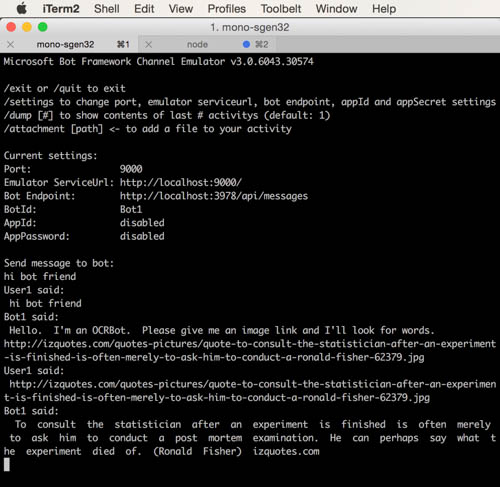 iTerm2 Shell Edit View Profiles Toolbelt Window Help
1. mono-sgen32
mono-sgen32 ⌘1 node ⌘2
Microsoft Bot Framework Channel Emulator v3.0.6043.30574
/exit or /quit to exit
/settings to change port, emulator serviceurl, bot endpoint, appId and appSecret settings
/dump [#] to show contents of last # activitys (default: 1)
/attachment [path] <- to add a file to your activity
Current settings:
Port: 9000
Emulator ServiceUrl: http://localhost:9000/
Bot Endpoint: http://localhost:3978/api/messages
BotId: Bot1
AppId: disabled
AppPassword: disabled
Send message to bot:
hi bot friend
User1 said:
hi bot friend
Bot1 said:
Hello. I'm an OCRBot. Please give me an image link and I'll look for words.
http://izquotes.com/quotes-pictures/quote-to-consult-the-statistician-after-an-experiment
-is-finished-is-often-merely-to-ask-him-to-conduct-a-ronald-fisher-62379.jpg
User1 said:
http://izquotes.com/quotes-pictures/quote-to-consult-the-statistician-after-an-experimen
t-is-finished-is-often-merely-to-ask-him-to-conduct-a-ronald-fisher-62379.jpg
Bot1 said:
To consult the statistician after an experiment is finished is often merely
to ask him to conduct a post mortem examination. He can perhaps say what t
he experiment died of. (Ronald Fisher) izquotes.com